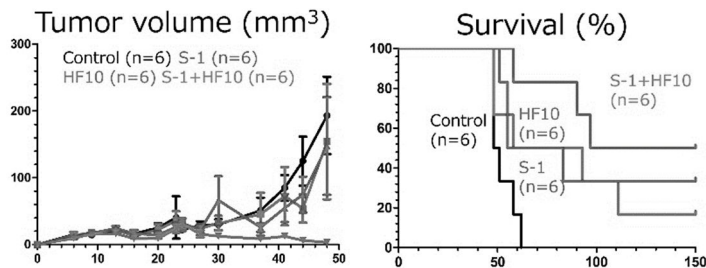 Tumor volume (mm³)
300
200
100
0
Control (n=6) S-1 (n=6)
HF10 (n=6) S-1+HF10 (n=6)
0 10 20 30 40 50
Survival (%)
100
80
60
40
20
0
Control
(n=6)
HF10
(n=6)
S-1
(n=6)
S-1+HF10
(n=6)
0 50 100 150